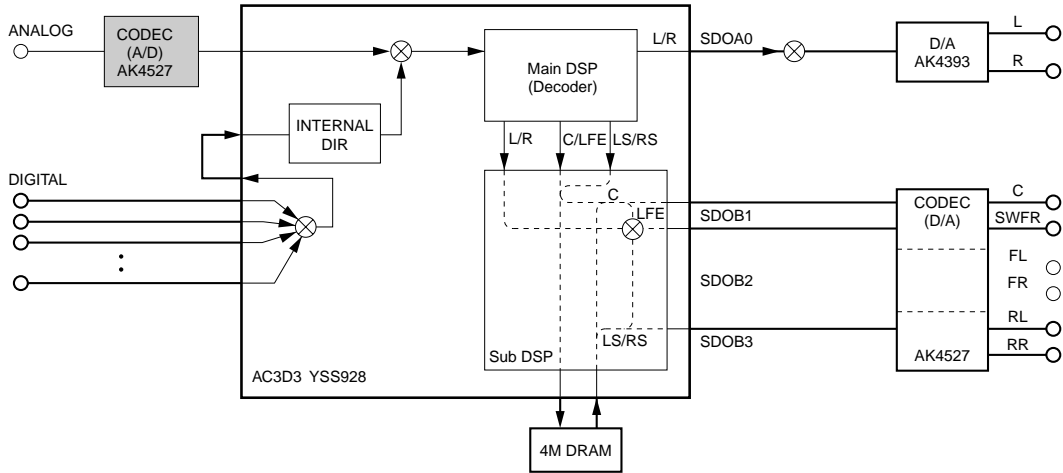 ANALOG
CODEC
(A/D)
AK4527
L/R
SDOA0
D/A
AK4393
L
R
Main DSP
(Decoder)
INTERNAL
DIR
L/R
C/LFE
LS/RS
DIGITAL
C
LFE
SDOB1
CODEC
(D/A)
C
SWFR
FL
FR
SDOB2
RL
RR
LS/RS
SDOB3
AK4527
Sub DSP
AC3D3 YSS928
4M DRAM